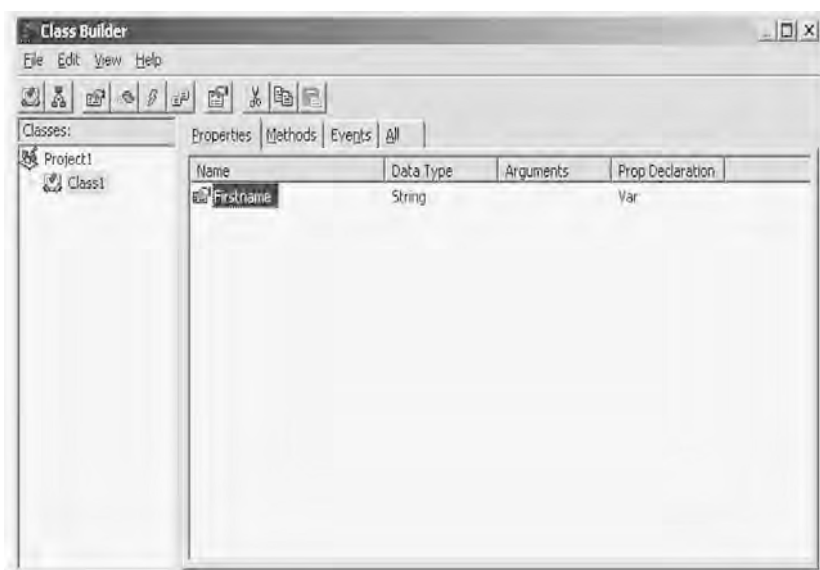 Class Builder
File Edit View Help
Classes:
Properties Methods Events All
Project1
Class1
Name Data Type Arguments Prop Declaration
Firstname String Var